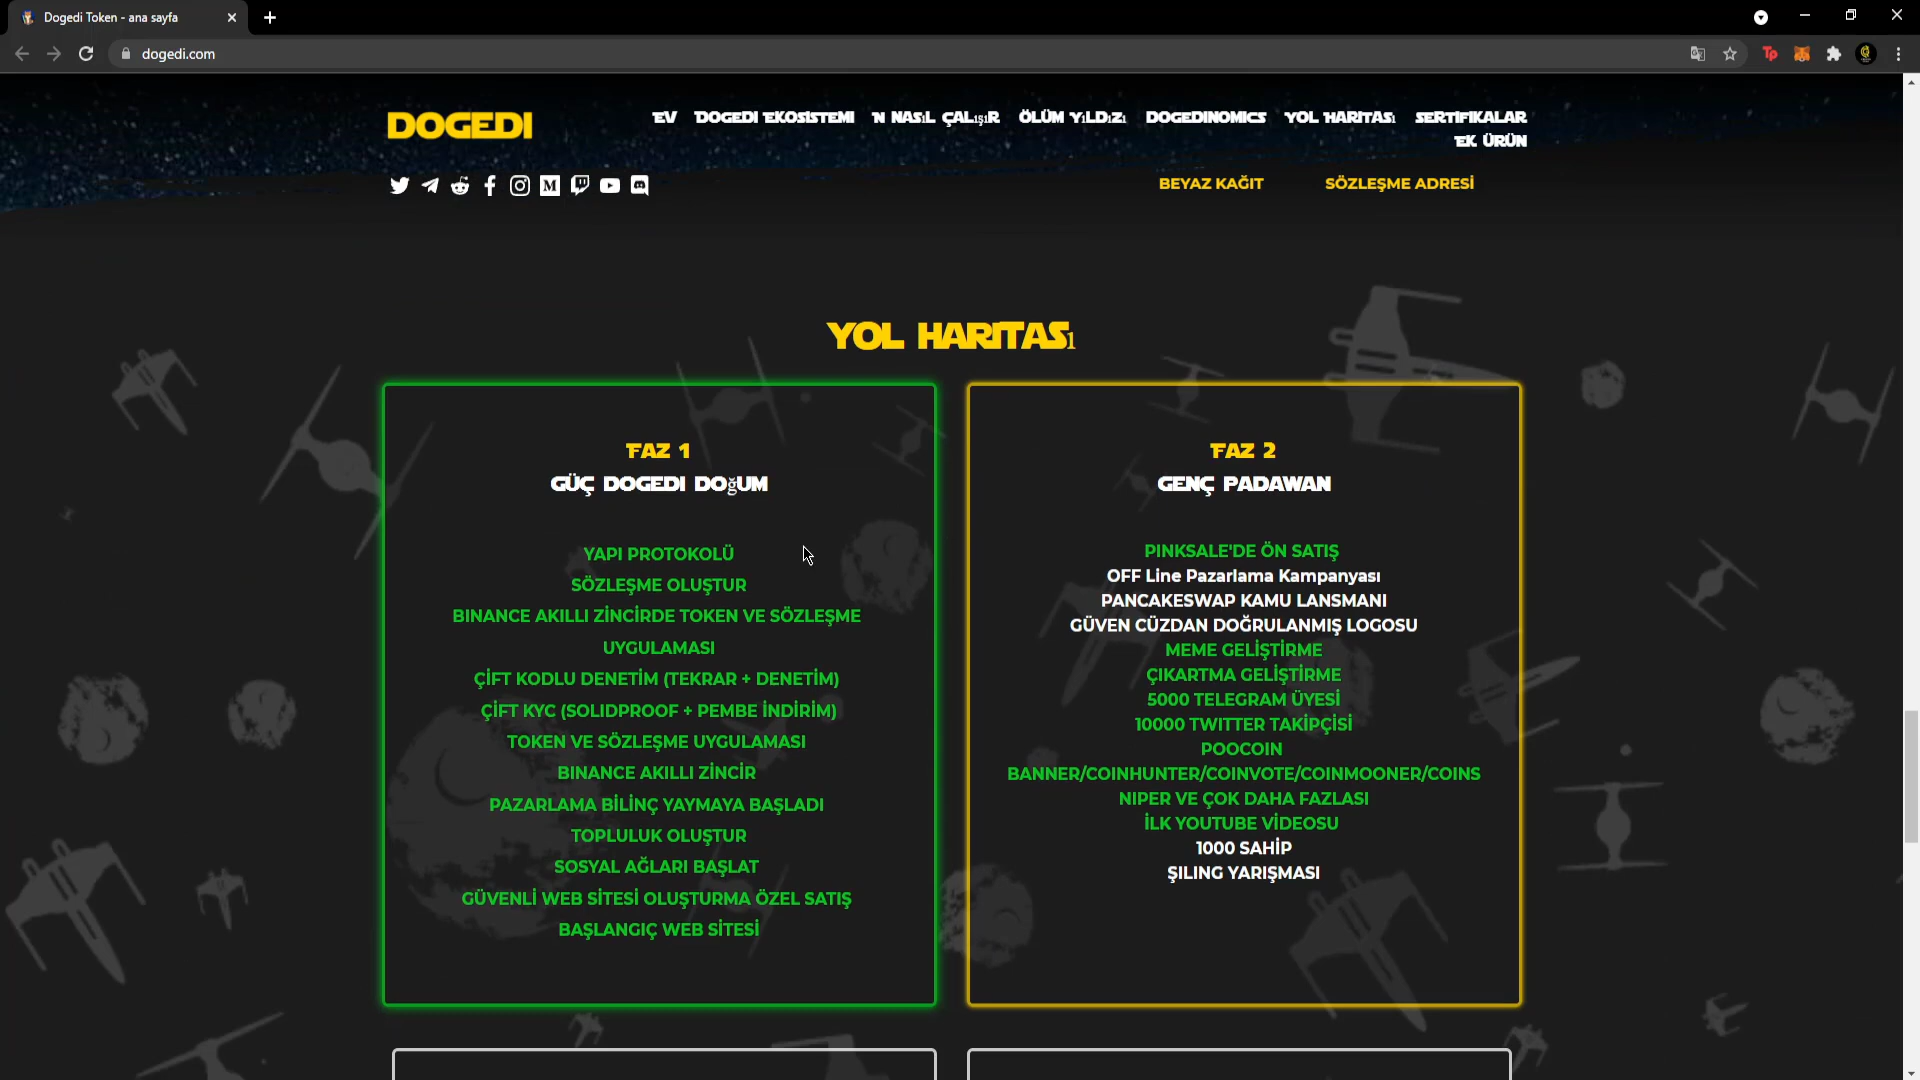 Dogedi Token - ana sayfa
dogedi.com
DOGEDI
EV DOGEDI EKOSISTEMI 'N NASıL ÇALışıR ÖLÜM YıLDıZı DOGEDINOMICS YOL HARITASı SERTIFIKALAR
EK ÜRÜN
BEYAZ KAĞIT SÖZLEŞME ADRESİ
YOL HARITASı
FAZ 1
GÜÇ DOGEDI DOğUM
YAPI PROTOKOLÜ
SÖZLEŞME OLUŞTUR
BINANCE AKILLI ZİNCİRDE TOKEN VE SÖZLEŞME
UYGULAMASI
ÇİFT KODLU DENETİM (TEKRAR + DENETİM)
ÇİFT KYC (SOLIDPROOF + PEMBE İNDİRİM)
TOKEN VE SÖZLEŞME UYGULAMASI
BINANCE AKILLI ZİNCİR
PAZARLAMA BİLİNÇ YAYMAYA BAŞLADI
TOPLULUK OLUŞTUR
SOSYAL AĞLARI BAŞLAT
GÜVENLİ WEB SİTESİ OLUŞTURMA ÖZEL SATIŞ
BAŞLANGIÇ WEB SİTESİ
FAZ 2
GENÇ PADAWAN
PINKSALE'DE ÖN SATIŞ
OFF Line Pazarlama Kampanyası
PANCAKESWAP KAMU LANSMANI
GÜVEN CÜZDAN DOĞRULANMIŞ LOGOSU
MEME GELİŞTİRME
ÇIKARTMA GELİŞTİRME
5000 TELEGRAM ÜYESİ
10000 TWITTER TAKİPÇİSİ
POOCOIN
BANNER/COINHUNTER/COINVOTE/COINMOONER/COINS
NIPER VE ÇOK DAHA FAZLASI
İLK YOUTUBE VİDEOSU
1000 SAHİP
ŞILING YARIŞMASI